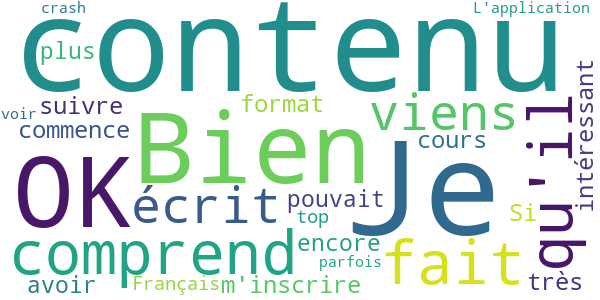 crash
L'application
contenu
plus
voir
suivre
format
viens
qu'il
intéressant
commence
Bien
cours
OK
écrit
pouvait
Je
Si
top
comprend
encore
fait
parfois
avoir
Français
m'inscrire
très